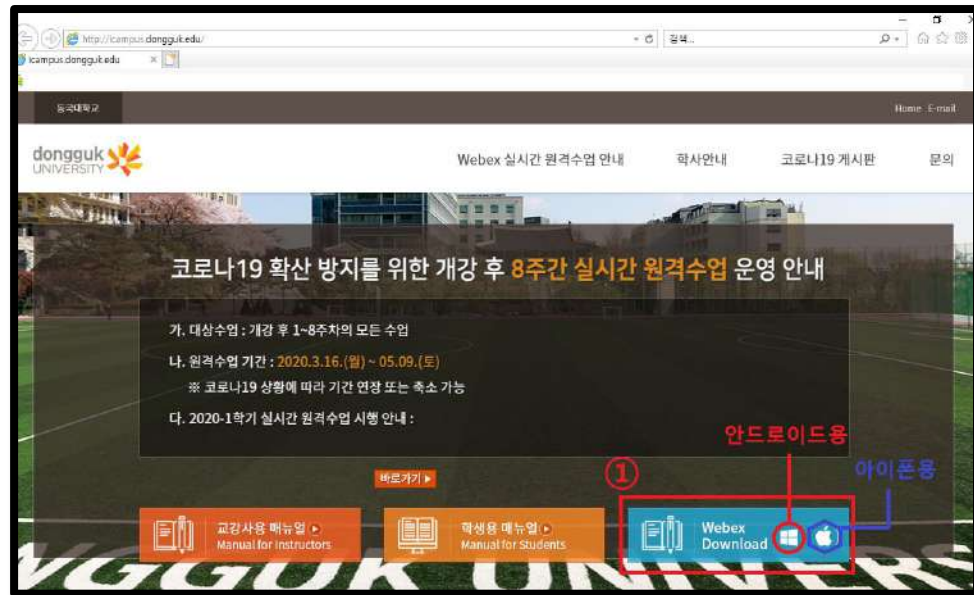 http://icampus.dongguk.edu/
검색...
icampus.dongguk.edu
동국대학교
Home E-mail
dongguk
UNIVERSITY
Webex 실시간 원격수업 안내 학사안내 코로나19 게시판 문의
코로나19 확산 방지를 위한 개강 후 8주간 실시간 원격수업 운영 안내
가. 대상수업 : 개강 후 1~8주차의 모든 수업
나. 원격수업 기간 : 2020.3.16.(월) ~ 05.09.(토)
※ 코로나19 상황에 따라 기간 연장 또는 축소 가능
다. 2020-1학기 실시간 원격수업 시행 안내 :
안드로이드용
아이폰용
바로가기
①
교강사용 매뉴얼
Manual for Instructors
학생용 매뉴얼
Manual for Students
Webex
Download